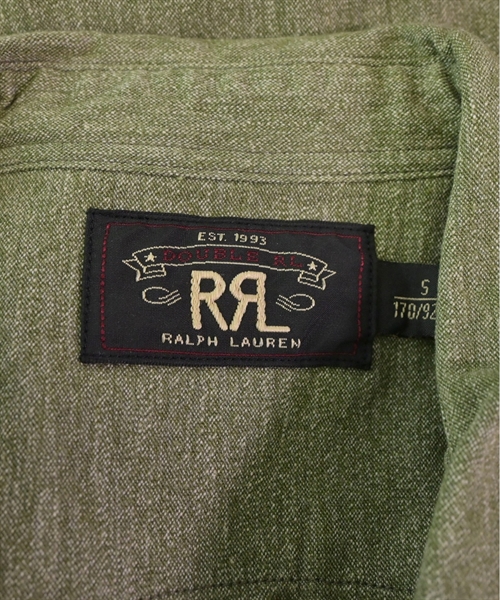 EST. 1993
DOUBLE RL
RRL
RALPH LAUREN
S
170/92